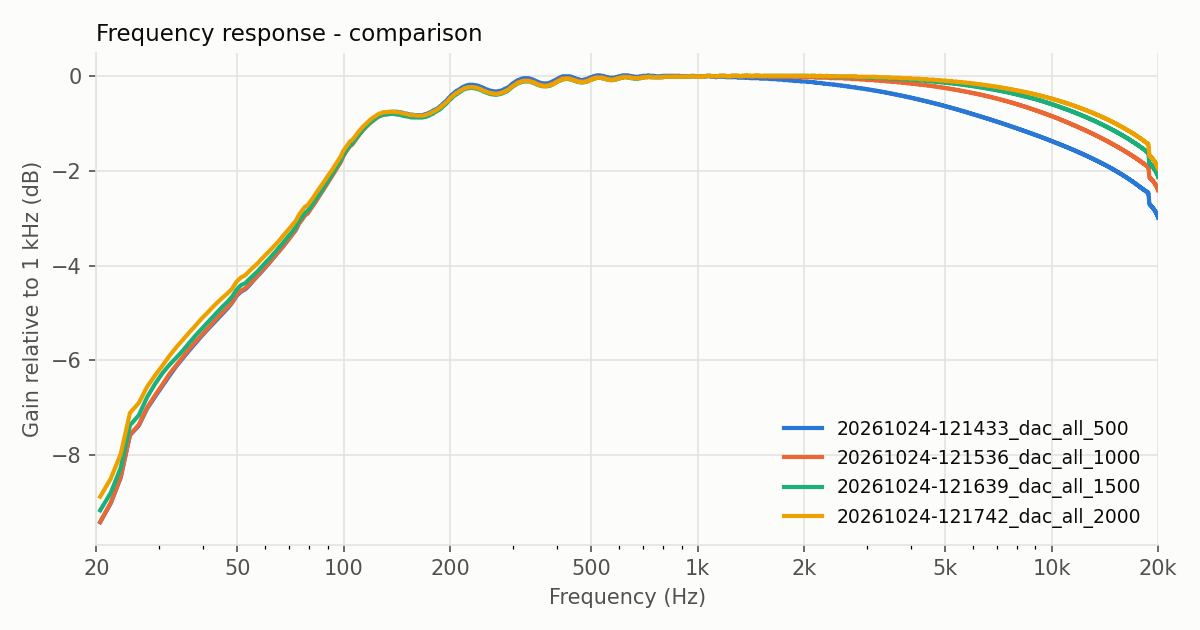 Frequency response - comparison
Gain relative to 1 kHz (dB)
0
−2
−4
−6
−8
20261024-121433_dac_all_500
20261024-121536_dac_all_1000
20261024-121639_dac_all_1500
20261024-121742_dac_all_2000
20 50 100 200 500 1k 2k 5k 10k 20k
Frequency (Hz)